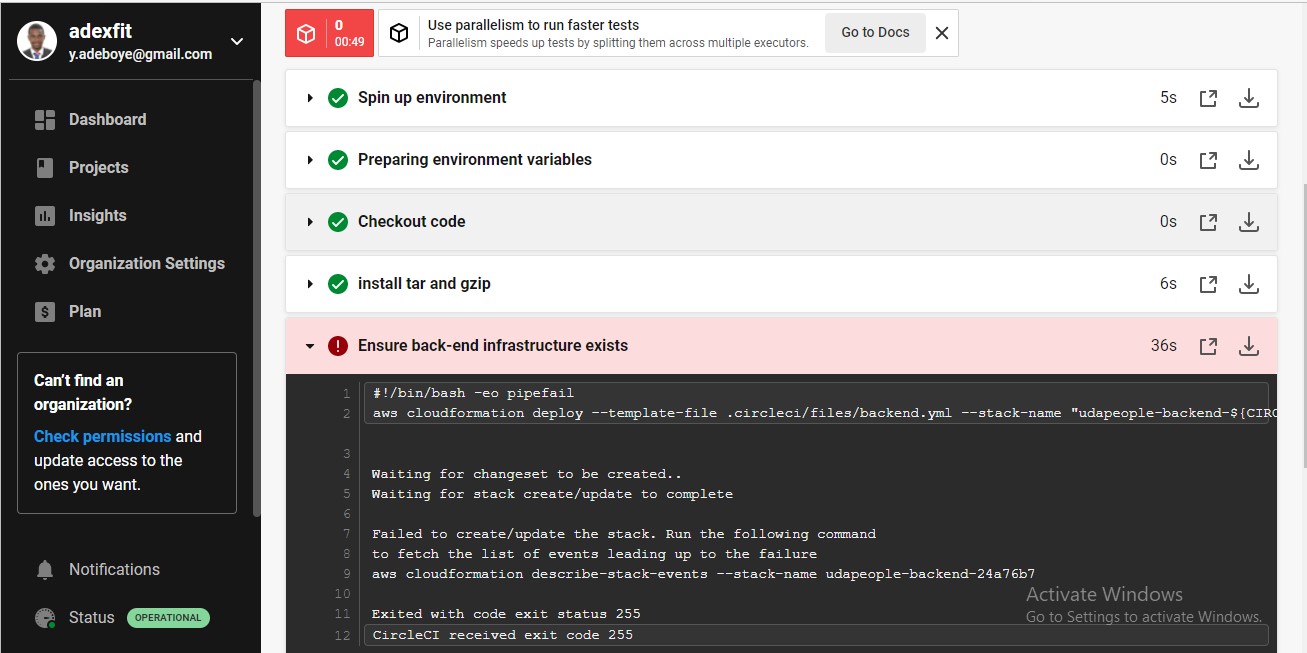 adexfit
y.adeboye@gmail.com
Dashboard
Projects
Insights
Organization Settings
Plan
Can't find an
organization?
Check permissions and
update access to the
ones you want.
Notifications
Status OPERATIONAL
0
00:49
Use parallelism to run faster tests
Parallelism speeds up tests by splitting them across multiple executors.
Go to Docs
Spin up environment 5s
Preparing environment variables 0s
Checkout code 0s
install tar and gzip 6s
Ensure back-end infrastructure exists 36s
1 #!/bin/bash -eo pipefail
2 aws cloudformation deploy --template-file .circleci/files/backend.yml --stack-name "udapeople-backend-${CIRC
3
4 Waiting for changeset to be created..
5 Waiting for stack create/update to complete
6
7 Failed to create/update the stack. Run the following command
8 to fetch the list of events leading up to the failure
9 aws cloudformation describe-stack-events --stack-name udapeople-backend-24a76b7
10
11 Exited with code exit status 255
12 CircleCI received exit code 255
Activate Windows
Go to Settings to activate Windows.